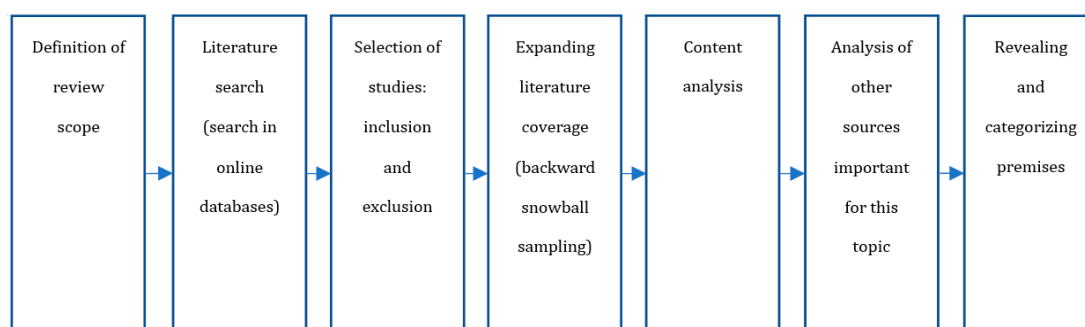 Definition of
review
scope
Literature
search
(search in
online
databases)
Selection of
studies:
inclusion
and
exclusion
Expanding
literature
coverage
(backward
snowball
sampling)
Content
analysis
Analysis of
other
sources
important
for this
topic
Revealing
and
categorizing
premises